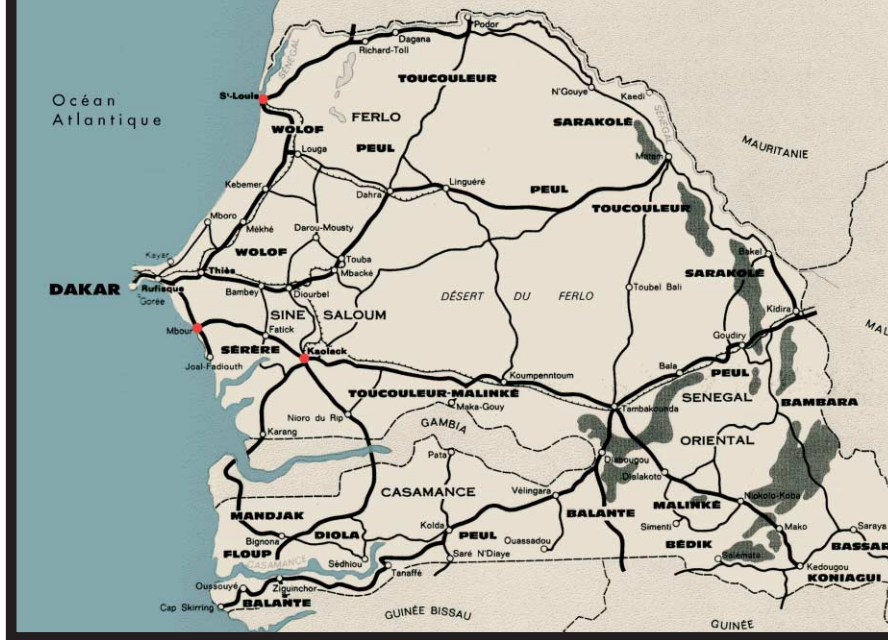 Podor
Dagana
Richard-Toll
SÉNÉGAL
TOUCOULEUR
N'Gouye
Kaedi
Sᵗ-Louis
Océan
Atlantique
FERLO
SARAKOLÉ
SÉNÉGAL
WOLOF
Louga
PEUL
Matam
MAURITANIE
Kebemer
Linguéré
PEUL
Dahra
TOUCOULEUR
Mboro
Mékhé
Darou-Mousty
WOLOF
Bakel
Kayar
Touba
SARAKOLÉ
Thiès
Mbacké
DAKAR
Rufisque
Bambey
Diourbel
Toubel Bali
Gorée
DÉSERT DU FERLO
Kidira
SINE SALOUM
Mbour
Fatick
Goudiry
SÉRÈRE
Kaolack
Joal-Fadiouth
Koumpenntoum
Bala
PEUL
TOUCOULEUR-MALINKÉ
SENEGAL
BAMBARA
Maka-Gouy
Tambakounda
Nioro du Rip
GAMBIA
Karang
ORIENTAL
Pata
Diabougou
Dialakoto
CASAMANCE
Vélingara
Nipkolo-Koba
MALINKÉ
MANDJAK
BALANTE
Kolda
Simenti
Mako
Saraya
Bignona
DIOLA
PEUL
Ouassadou
BÉDIK
BASSAR
FLOUP
Salémata
CASAMANCE
Sédhiou
Saré N'Diaye
Kedougou
Tanaffé
KONIAGUI
Oussouyé
Ziguinchor
Cap Skirring
BALANTE
GUINÉE BISSAU
GUINÉE